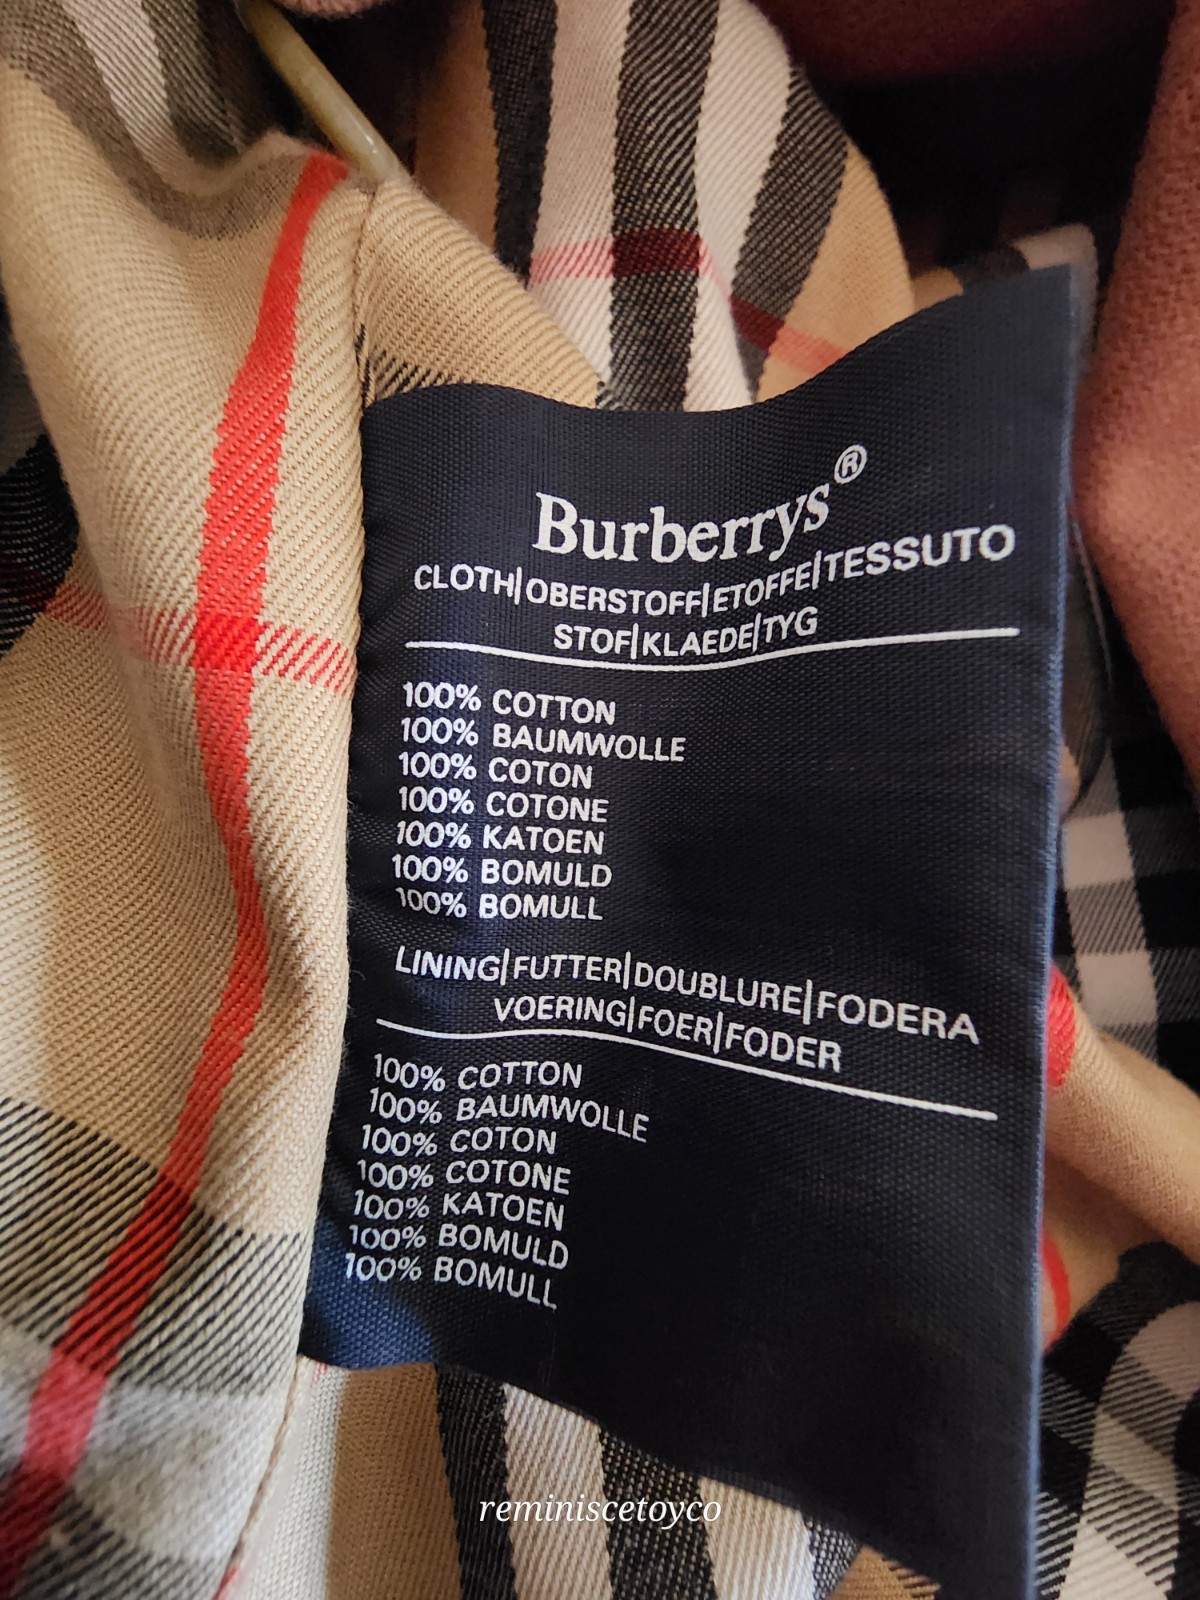 Burberrys®
CLOTH|OBERSTOFF|ETOFFE|TESSUTO
STOF|KLAEDE|TYG
100% COTTON
100% BAUMWOLLE
100% COTON
100% COTONE
100% KATOEN
100% BOMULD
100% BOMULL
LINING|FUTTER|DOUBLURE|FODERA
VOERING|FOER|FODER
100% COTTON
100% BAUMWOLLE
100% COTON
100% COTONE
100% KATOEN
100% BOMULD
100% BOMULL
reminiscetoyco